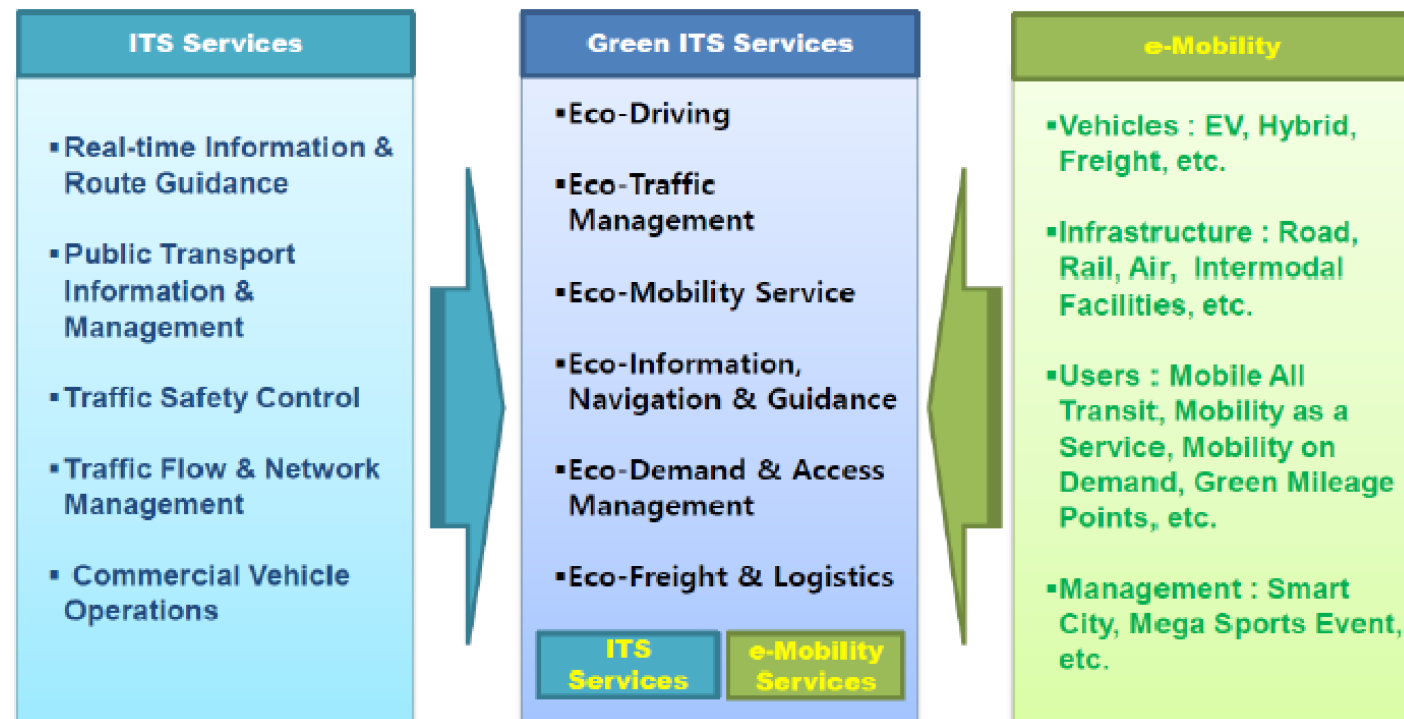 ITS Services
▪Real-time Information &
Route Guidance
▪Public Transport
Information &
Management
▪Traffic Safety Control
▪Traffic Flow & Network
Management
▪ Commercial Vehicle
Operations
Green ITS Services
▪Eco-Driving
▪Eco-Traffic
Management
▪Eco-Mobility Service
▪Eco-Information,
Navigation & Guidance
▪Eco-Demand & Access
Management
▪Eco-Freight & Logistics
ITS
Services
e-Mobility
Services
e-Mobility
▪Vehicles : EV, Hybrid,
Freight, etc.
▪Infrastructure : Road,
Rail, Air, Intermodal
Facilities, etc.
▪Users : Mobile All
Transit, Mobility as a
Service, Mobility on
Demand, Green Mileage
Points, etc.
▪Management : Smart
City, Mega Sports Event,
etc.